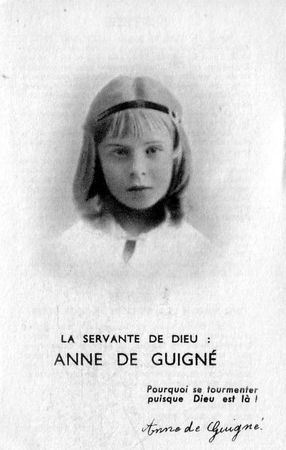 LA SERVANTE DE DIEU :
ANNE DE GUIGNÉ
Pourquoi se tourmenter
puisque Dieu est là !
Anne de Guigné.